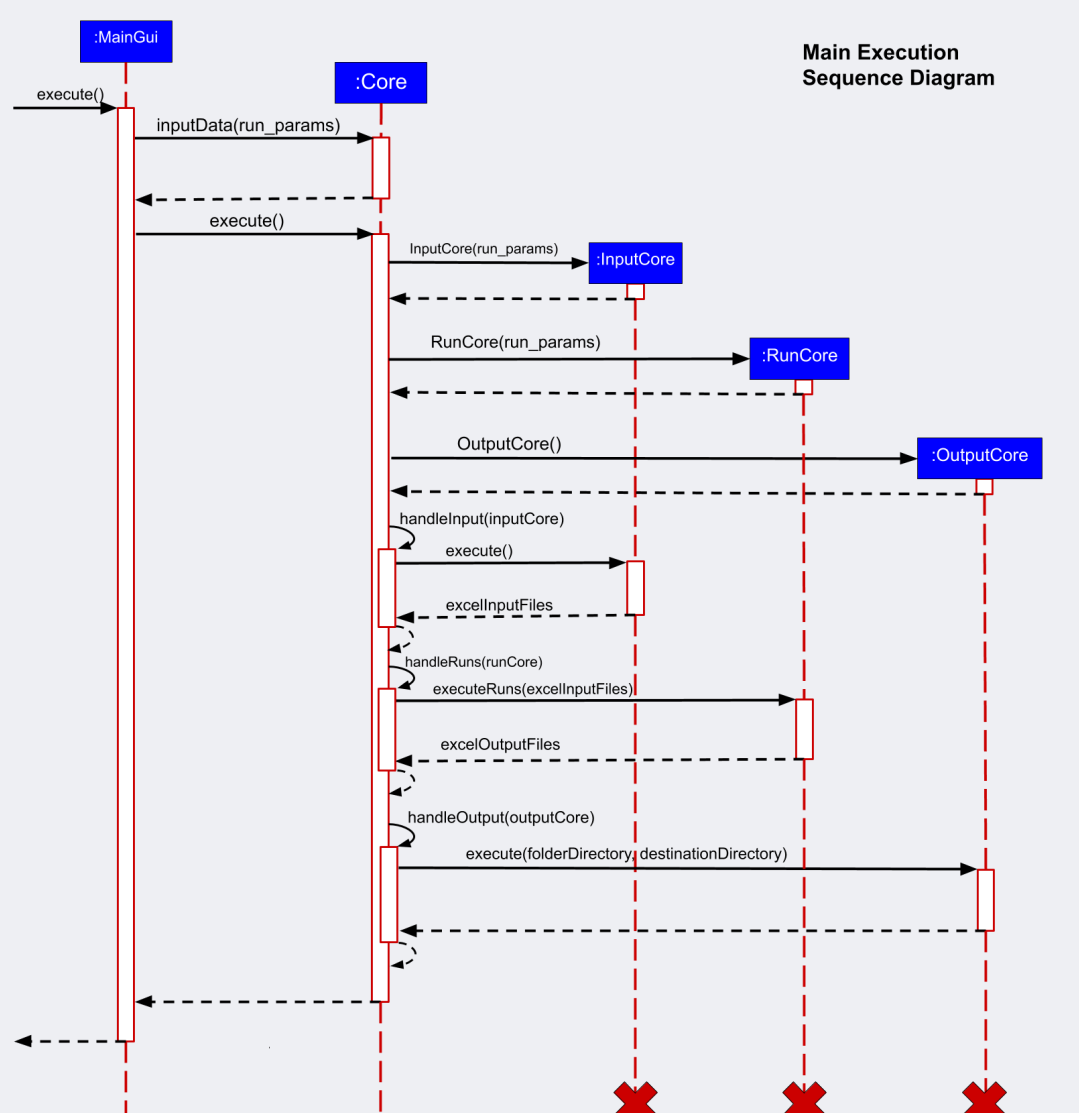 :MainGui
Main Execution
Sequence Diagram
:Core
execute()
inputData(run_params)
execute()
InputCore(run_params)
:InputCore
RunCore(run_params)
:RunCore
OutputCore()
:OutputCore
handleInput(inputCore)
execute()
excelInputFiles
handleRuns(runCore)
executeRuns(excelInputFiles)
excelOutputFiles
handleOutput(outputCore)
execute(folderDirectory, destinationDirectory)